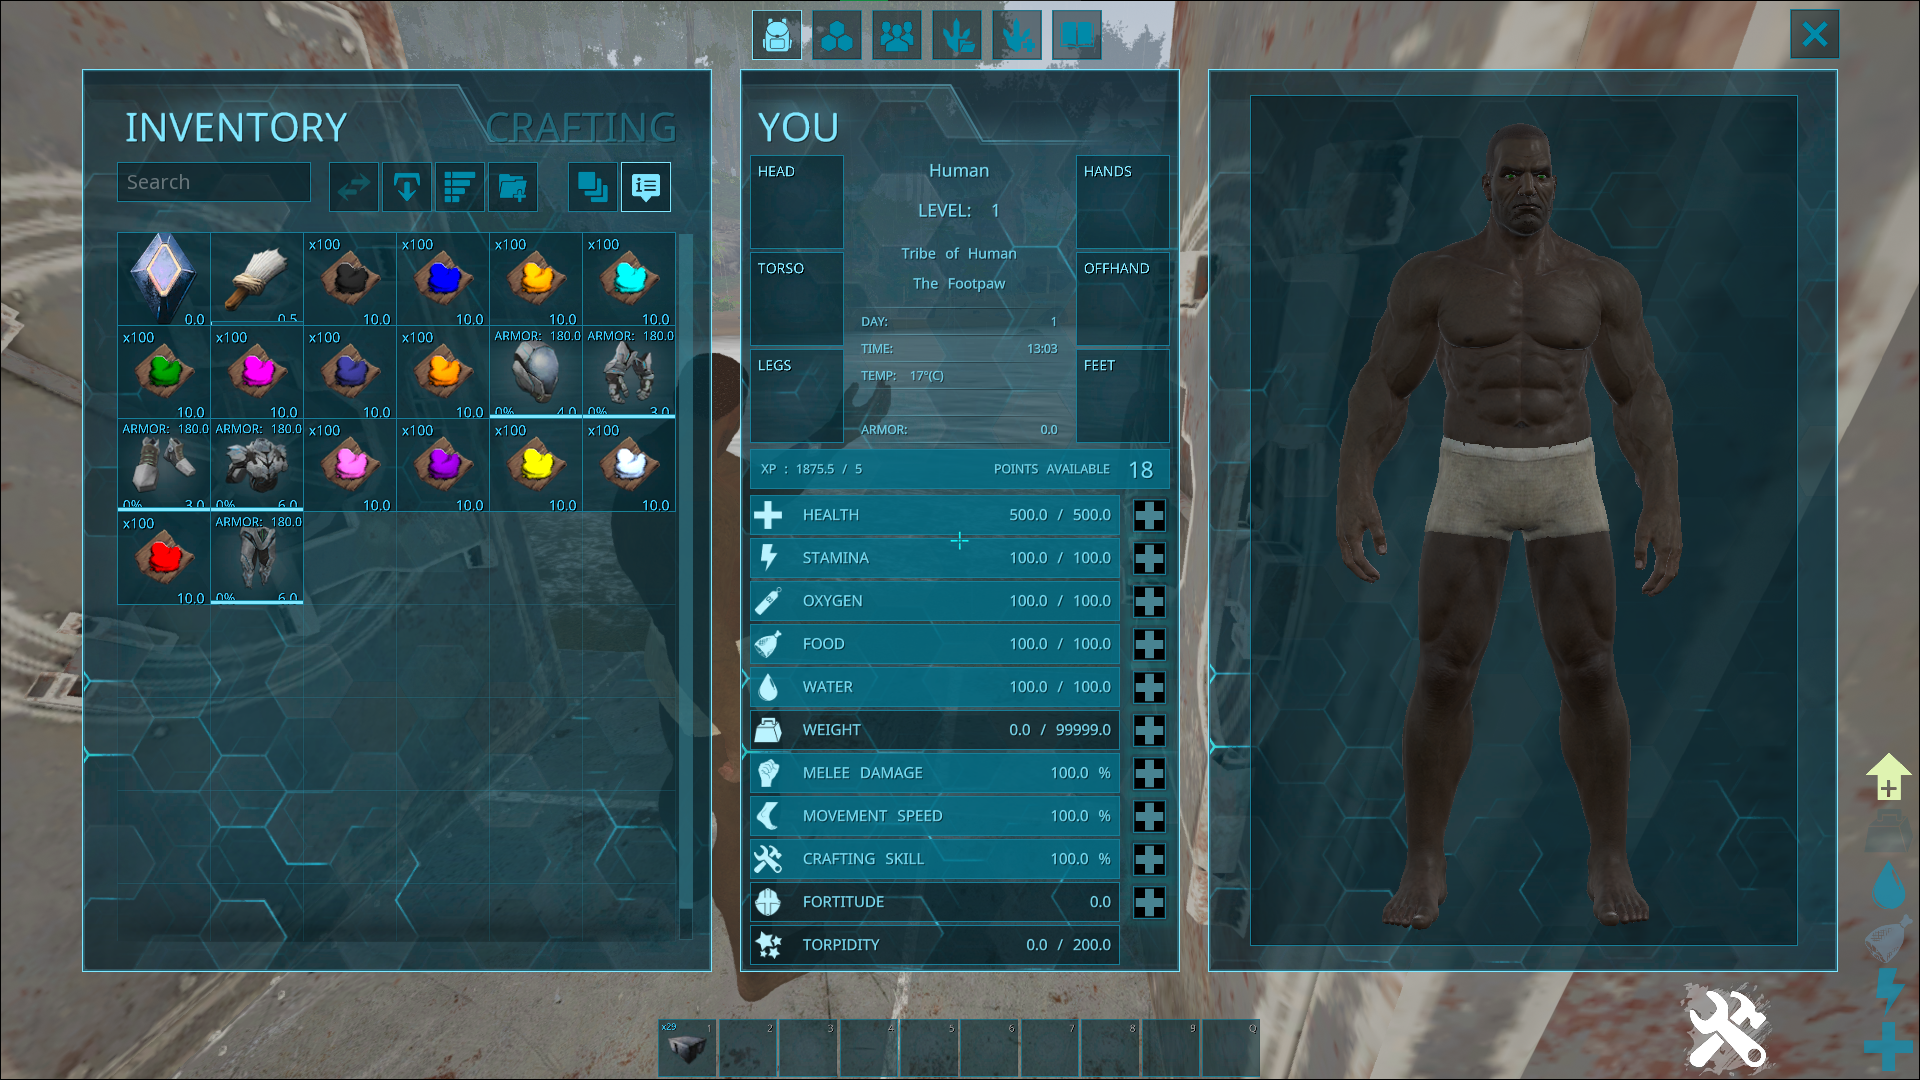 INVENTORY
CRAFTING
Search
0.0
0.5
x100
10.0
x100
10.0
x100
10.0
x100
10.0
x100
10.0
x100
10.0
x100
10.0
x100
10.0
ARMOR: 180.0
0% 4.0
ARMOR: 180.0
0% 3.0
ARMOR: 180.0
0% 3.0
ARMOR: 180.0
0% 6.0
x100
10.0
x100
10.0
x100
10.0
x100
10.0
x100
10.0
ARMOR: 180.0
0% 6.0
YOU
HEAD
TORSO
LEGS
Human
LEVEL: 1
Tribe of Human
The Footpaw
DAY: 1
TIME: 13:03
TEMP: 17°(C)
ARMOR: 0.0
HANDS
OFFHAND
FEET
XP : 1875.5 / 5 POINTS AVAILABLE 18
HEALTH 500.0 / 500.0
STAMINA 100.0 / 100.0
OXYGEN 100.0 / 100.0
FOOD 100.0 / 100.0
WATER 100.0 / 100.0
WEIGHT 0.0 / 99999.0
MELEE DAMAGE 100.0 %
MOVEMENT SPEED 100.0 %
CRAFTING SKILL 100.0 %
FORTITUDE 0.0
TORPIDITY 0.0 / 200.0
x29 1 2 3 4 5 6 7 8 9 Q